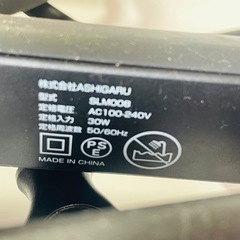 株式会社ASHIGARU
型式 SLM008
定格電圧 AC100-240V
定格入力 30W
定格周波数 50/60Hz
PSE
MADE IN CHINA